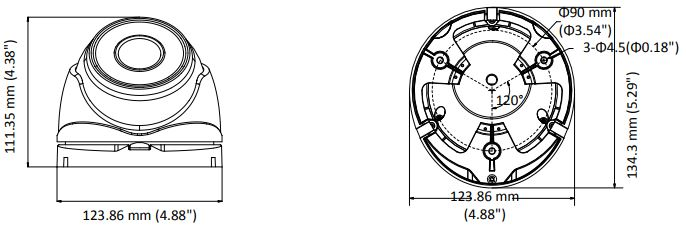 111.35 mm (4.38")
123.86 mm (4.88")
Φ90 mm
(Φ3.54")
3-Φ4.5(Φ0.18")
120°
134.3 mm (5.29")
123.86 mm
(4.88")